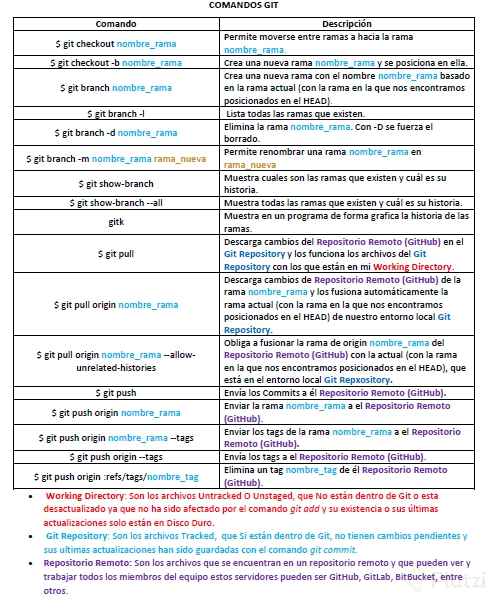 COMANDOS GIT
Comando Descripción
$ git checkout nombre_rama
Permite moverse entre ramas a hacia la rama
nombre_rama.
$ git checkout -b nombre_rama
Crea una nueva rama nombre_rama y se posiciona en ella.
$ git branch nombre_rama
Crea una nueva rama con el nombre nombre_rama basado
en la rama actual (con la rama en la que nos encontramos
posicionados en el HEAD).
$ git branch -l
Lista todas las ramas que existen.
$ git branch -d nombre_rama
Elimina la rama nombre_rama. Con -D se fuerza el
borrado.
$ git branch -m nombre_rama rama_nueva
Permite renombrar una rama nombre_rama en
rama_nueva
$ git show-branch
Muestra cuales son las ramas que existen y cuál es su
historia.
$ git show-branch --all
Muestra todas las ramas que existen y cuál es su historia.
gitk
Muestra en un programa de forma grafica la historia de las
ramas.
$ git pull
Descarga cambios del Repositorio Remoto (GitHub) en el
Git Repository y los funciona los archivos del Git
Repository con los que están en mi Working Directory.
$ git pull origin nombre_rama
Descarga cambios de Repositorio Remoto (GitHub) de la
rama nombre_rama y los fusiona automáticamente la
rama actual (con la rama en la que nos encontramos
posicionados en el HEAD) de nuestro entorno local Git
Repository.
$ git pull origin nombre_rama --allow-
unrelated-histories
Obliga a fusionar la rama de origin nombre_rama del
Repositorio Remoto (GitHub) con la actual (con la rama
en la que nos encontramos posicionados en el HEAD), que
está en el entorno local Git Repxository.
$ git push
Envía los Commits a él Repositorio Remoto (GitHub).
$ git push origin nombre_rama
Enviar la rama nombre_rama a el Repositorio Remoto
(GitHub).
$ git push origin nombre_rama --tags
Enviar los tags de la rama nombre_rama a el Repositorio
Remoto (GitHub).
$ git push origin --tags
Envía los tags a el Repositorio Remoto (GitHub).
$ git push origin :refs/tags/nombre_tag
Elimina un tag nombre_tag de él Repositorio Remoto
(GitHub).
• Working Directory: Son los archivos Untracked O Unstaged, que No están dentro de Git o esta
desactualizado ya que no ha sido afectado por el comando git add y su existencia o sus últimas
actualizaciones solo están en Disco Duro.
• Git Repository: Son los archivos Tracked, que Si están dentro de Git, no tienen cambios pendientes y
sus ultimas actualizaciones han sido guardadas con el comando git commit.
• Repositorio Remoto: Son los archivos que se encuentran en un repositorio remoto y que pueden ver y
trabajar todos los miembros del equipo estos servidores pueden ser GitHub, GitLab, BitBucket, entre
otros.
Platzi